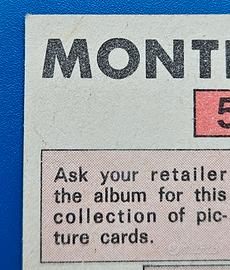 MONT
5
Ask your retailer
the album for this
collection of pic-
ture cards.